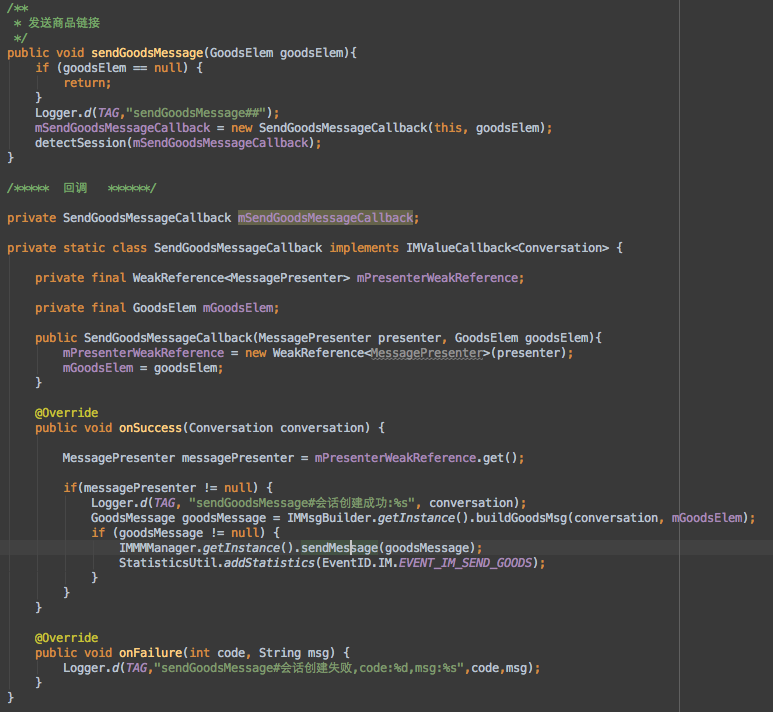 /**
 * 发送商品链接
 */
public void sendGoodsMessage(GoodsElem goodsElem){
    if (goodsElem == null) {
        return;
    }
    Logger.d(TAG,"sendGoodsMessage##");
    mSendGoodsMessageCallback = new SendGoodsMessageCallback(this, goodsElem);
    detectSession(mSendGoodsMessageCallback);
}
/***** 回调 ******/
private SendGoodsMessageCallback mSendGoodsMessageCallback;
private static class SendGoodsMessageCallback implements IMValueCallback<Conversation> {
    private final WeakReference<MessagePresenter> mPresenterWeakReference;
    private final GoodsElem mGoodsElem;
    public SendGoodsMessageCallback(MessagePresenter presenter, GoodsElem goodsElem){
        mPresenterWeakReference = new WeakReference<MessagePresenter>(presenter);
        mGoodsElem = goodsElem;
    }
    @Override
    public void onSuccess(Conversation conversation) {
        MessagePresenter messagePresenter = mPresenterWeakReference.get();
        if(messagePresenter != null) {
            Logger.d(TAG, "sendGoodsMessage#会话创建成功:%s", conversation);
            GoodsMessage goodsMessage = IMMsgBuilder.getInstance().buildGoodsMsg(conversation, mGoodsElem);
            if (goodsMessage != null) {
                IMMMManager.getInstance().sendMessage(goodsMessage);
                StatisticsUtil.addStatistics(EventID.IM.EVENT_IM_SEND_GOODS);
            }
        }
    }
    @Override
    public void onFailure(int code, String msg) {
        Logger.d(TAG,"sendGoodsMessage#会话创建失败,code:%d,msg:%s",code,msg);
    }
}